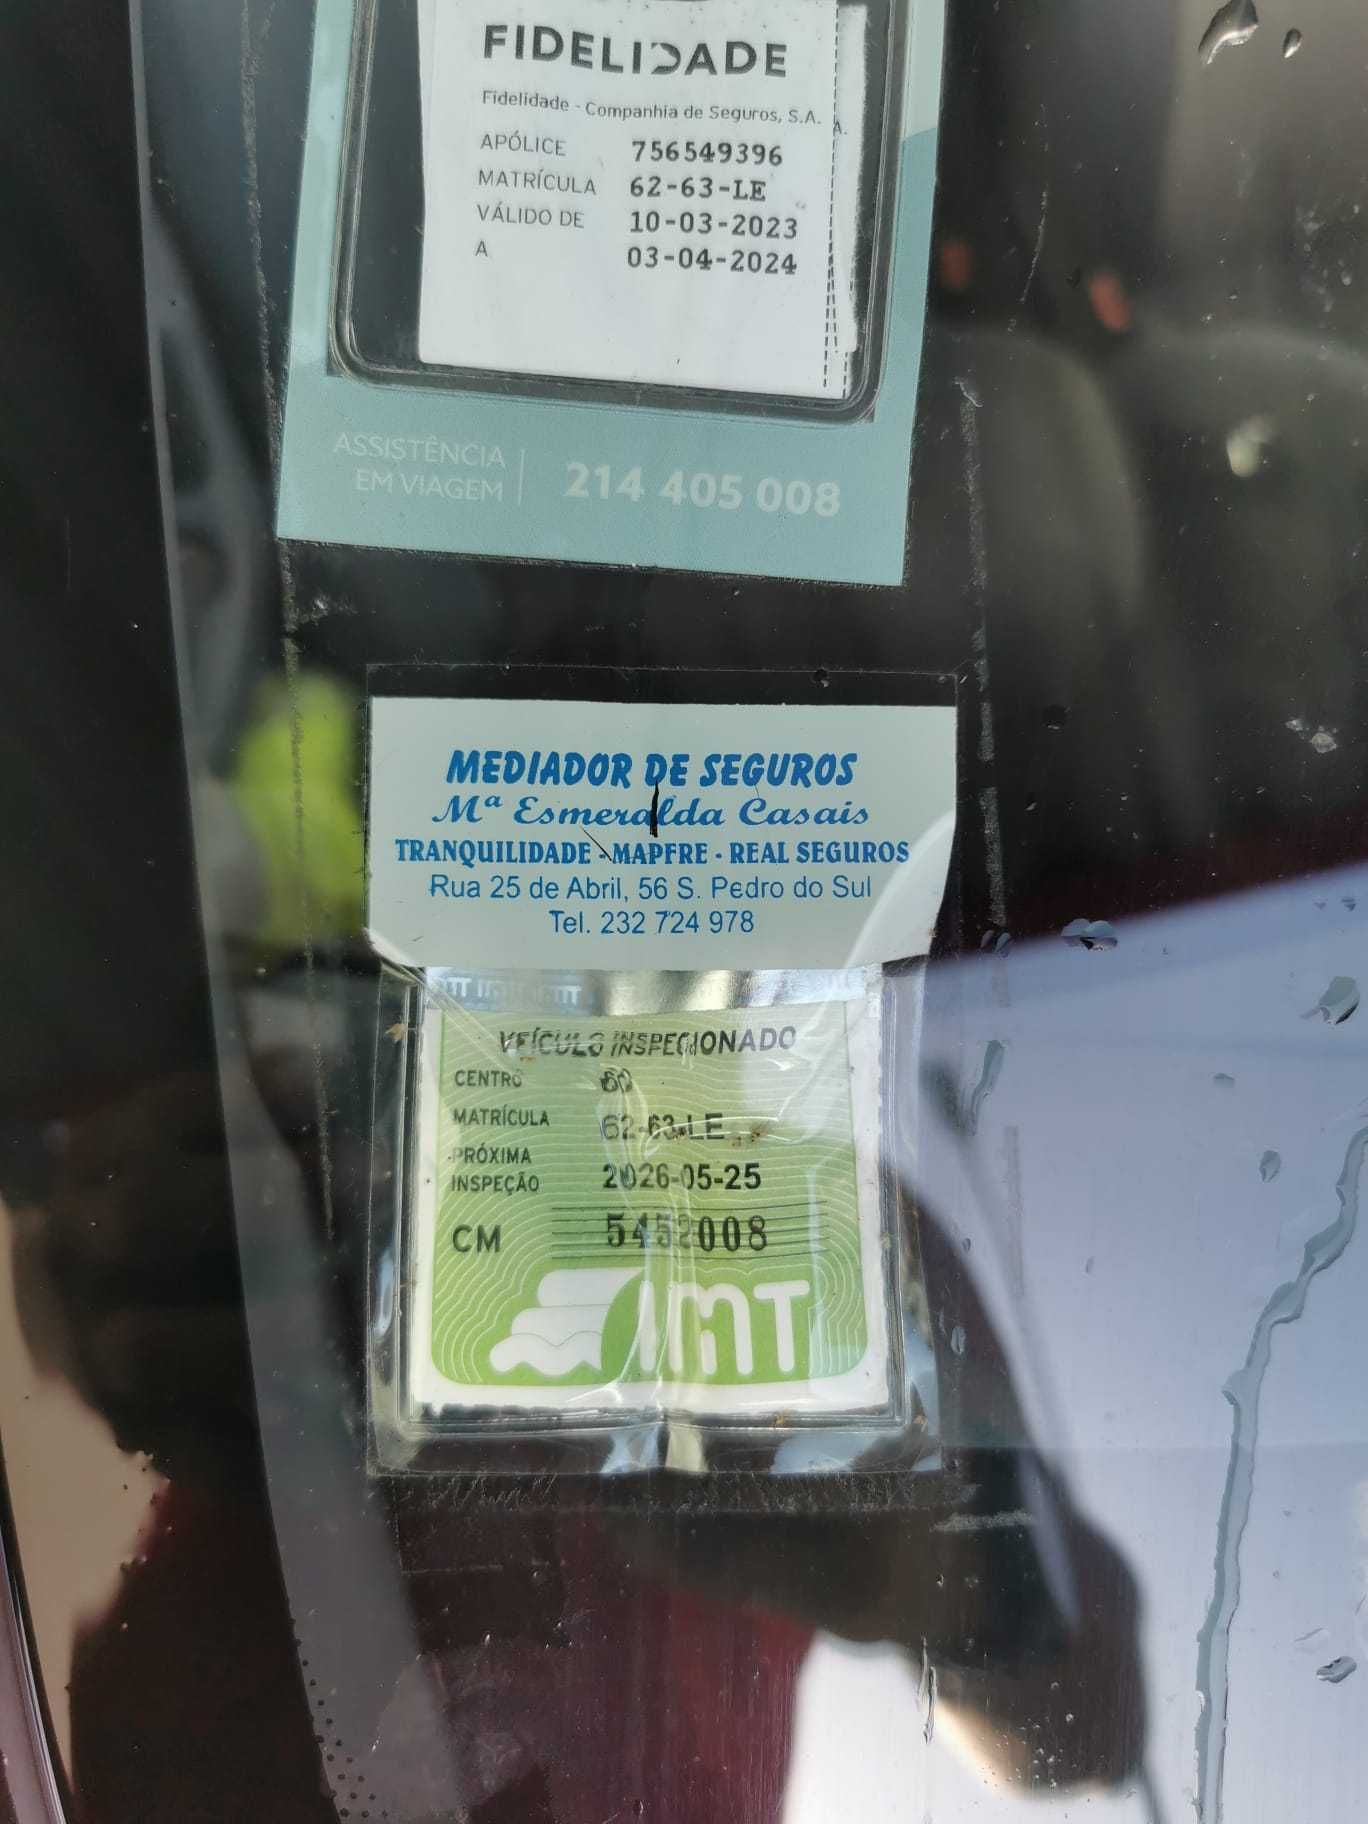 FIDELIDADE
Fidelidade - Companhia de Seguros, S.A.
A.
APÓLICE 756549396
MATRÍCULA 62-63-LE
VÁLIDO DE 10-03-2023
A 03-04-2024
ASSISTÊNCIA
EM VIAGEM
214 405 008
MEDIADOR DE SEGUROS
Mª Esmeralda Casais
TRANQUILIDADE - MAPFRE - REAL SEGUROS
Rua 25 de Abril, 56 S. Pedro do Sul
Tel. 232 724 978
VEÍCULO INSPECIONADO
CENTRO
MATRÍCULA 62-63-LE
PRÓXIMA
INSPEÇÃO 2026-05-25
CM 5452008
IMT